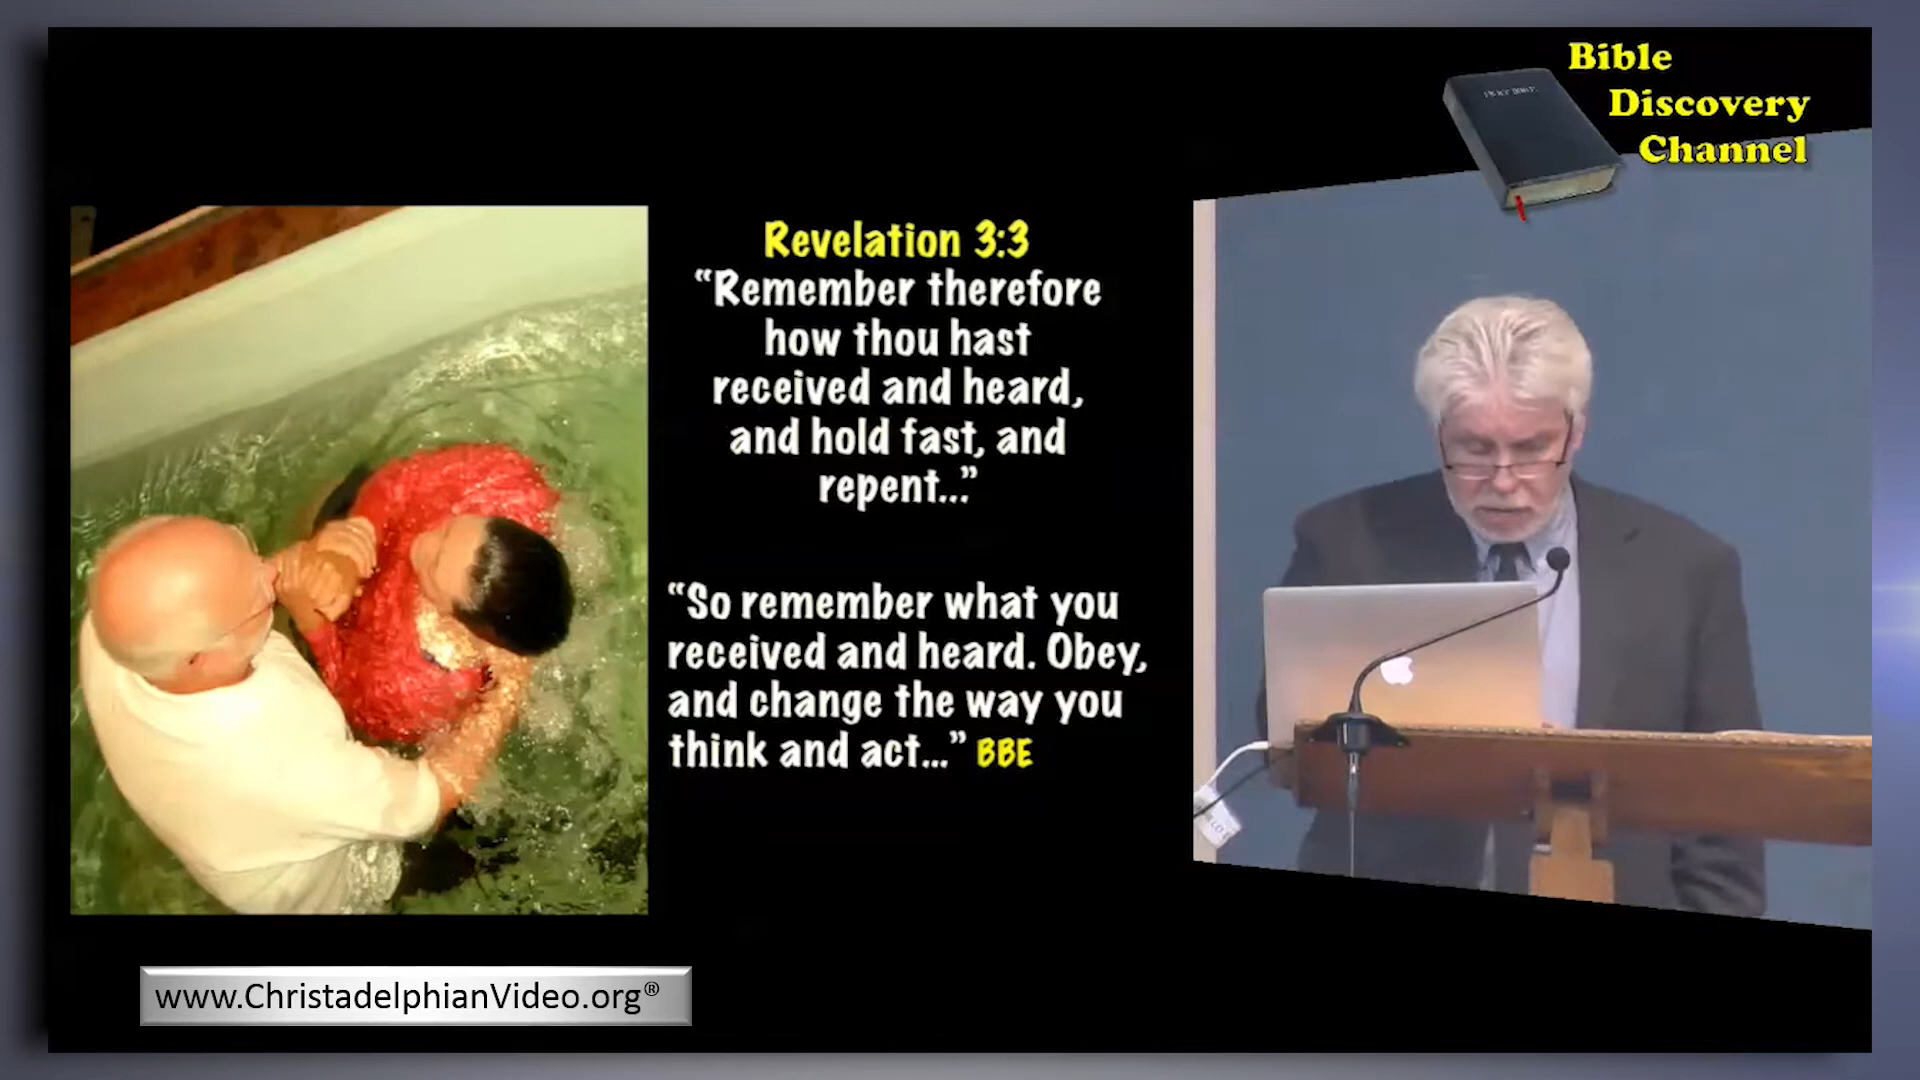 Bible
Discovery
Channel
HOLY BIBLE
Revelation 3:3
“Remember therefore
how thou hast
received and heard,
and hold fast, and
repent...”
“So remember what you
received and heard. Obey,
and change the way you
think and act...” BBE
www.ChristadelphianVideo.org®